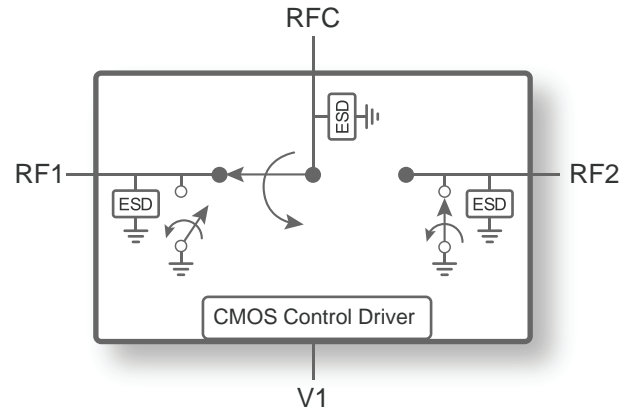 RFC
ESD
RF1
RF2
ESD
ESD
CMOS Control Driver
V1